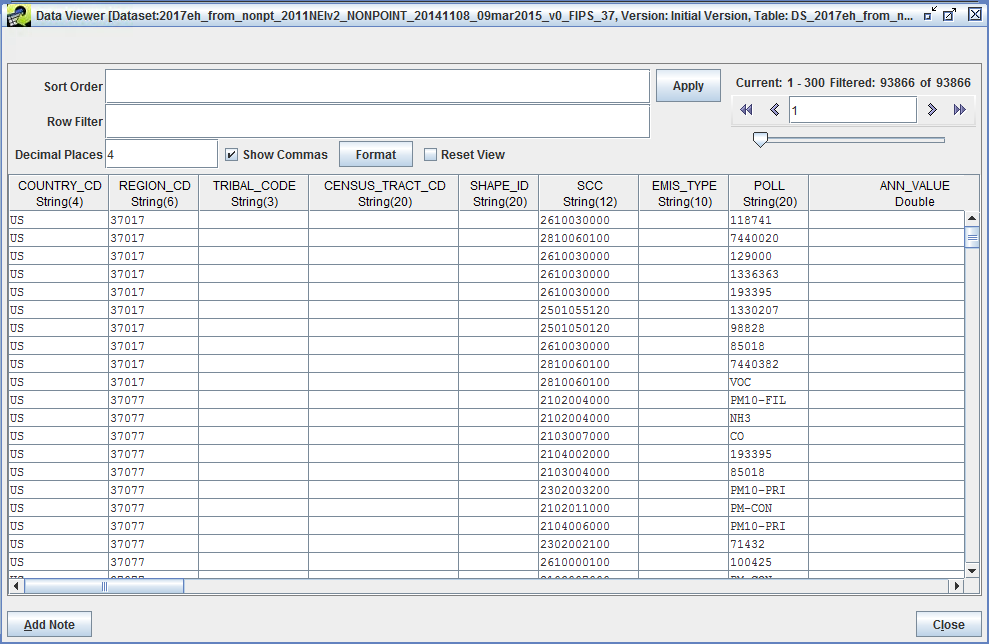 Data Viewer [Dataset:2017eh_from_nonpt_2011NEIv2_NONPOINT_20141108_09mar2015_v0_FIPS_37, Version: Initial Version, Table: DS_2017eh_from_n...
Sort Order
Apply
Current: 1 - 300 Filtered: 93866 of 93866
1
Row Filter
Decimal Places 4 Show Commas Format Reset View
COUNTRY_CD REGION_CD TRIBAL_CODE CENSUS_TRACT_CD SHAPE_ID SCC EMIS_TYPE POLL ANN_VALUE
String(4) String(6) String(3) String(20) String(20) String(12) String(10) String(20) Double
US 37017 2610030000 118741
US 37017 2810060100 7440020
US 37017 2610030000 129000
US 37017 2610030000 1336363
US 37017 2610030000 193395
US 37017 2501055120 1330207
US 37017 2501050120 98828
US 37017 2610030000 85018
US 37017 2810060100 7440382
US 37017 2810060100 VOC
US 37077 2102004000 PM10-FIL
US 37077 2102004000 NH3
US 37077 2103007000 CO
US 37077 2104002000 193395
US 37077 2103004000 85018
US 37077 2302003200 PM10-PRI
US 37077 2102011000 PM-CON
US 37077 2104006000 PM10-PRI
US 37077 2302002100 71432
US 37077 2610000100 100425
Add Note
Close